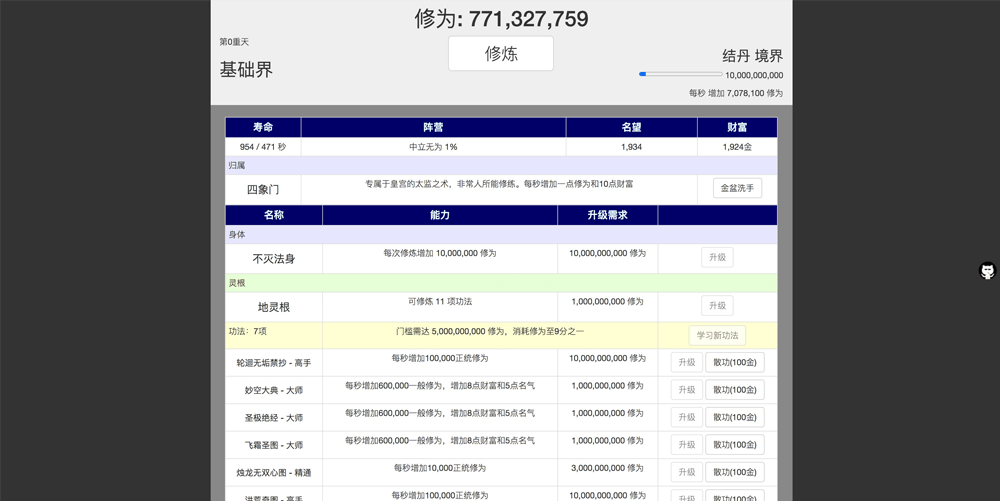 修为: 771,327,759
第0重天
修炼
基础界
结丹 境界
10,000,000,000
每秒 增加 7,078,100 修为
寿命 阵营 名望 财富
954 / 471 秒 中立无为 1% 1,934 1,924金
归属
四象门 专属于皇宫的太监之术，非常人所能修练。每秒增加一点修为和10点财富 金盆洗手
名称 能力 升级需求
身体
不灭法身 每次修炼增加 10,000,000 修为 10,000,000,000 修为 升级
灵根
地灵根 可修炼 11 项功法 1,000,000,000 修为 升级
功法：7项 门槛需达 5,000,000,000 修为，消耗修为至9分之一 学习新功法
轮迴无垢禁抄 - 高手 每秒增加100,000正统修为 10,000,000,000 修为 升级 散功(100金)
妙空大典 - 大师 每秒增加600,000一般修为，增加8点财富和5点名气 1,000,000,000 修为 升级 散功(100金)
圣极绝经 - 大师 每秒增加600,000一般修为，增加8点财富和5点名气 1,000,000,000 修为 升级 散功(100金)
飞霜圣图 - 大师 每秒增加600,000一般修为，增加8点财富和5点名气 1,000,000,000 修为 升级 散功(100金)
烛龙无双心图 - 精通 每秒增加10,000正统修为 3,000,000,000 修为 升级 散功(100金)
洪荒奇图 - 高手 每秒增加100,000正统修为 10,000,000,000 修为 升级 散功(100金)